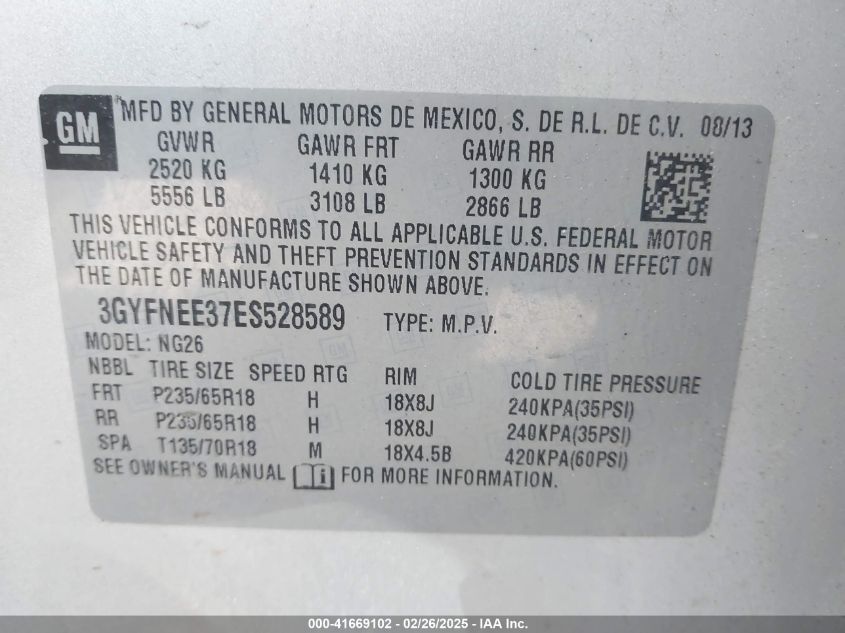 GM
® MFD BY GENERAL MOTORS DE MEXICO, S. DE R.L. DE C.V. 08/13
GVWR GAWR FRT GAWR RR
2520 KG 1410 KG 1300 KG
5556 LB 3108 LB 2866 LB
THIS VEHICLE CONFORMS TO ALL APPLICABLE U.S. FEDERAL MOTOR
VEHICLE SAFETY AND THEFT PREVENTION STANDARDS IN EFFECT ON
THE DATE OF MANUFACTURE SHOWN ABOVE.
3GYFNEE37ES528589 TYPE: M.P.V.
MODEL: NG26
NBBL TIRE SIZE SPEED RTG RIM COLD TIRE PRESSURE
FRT P235/65R18 H 18X8J 240KPA(35PSI)
RR P235/65R18 H 18X8J 240KPA(35PSI)
SPA T135/70R18 M 18X4.5B 420KPA(60PSI)
SEE OWNER'S MANUAL i FOR MORE INFORMATION.
000-41669102 - 02/26/2025 - IAA Inc.